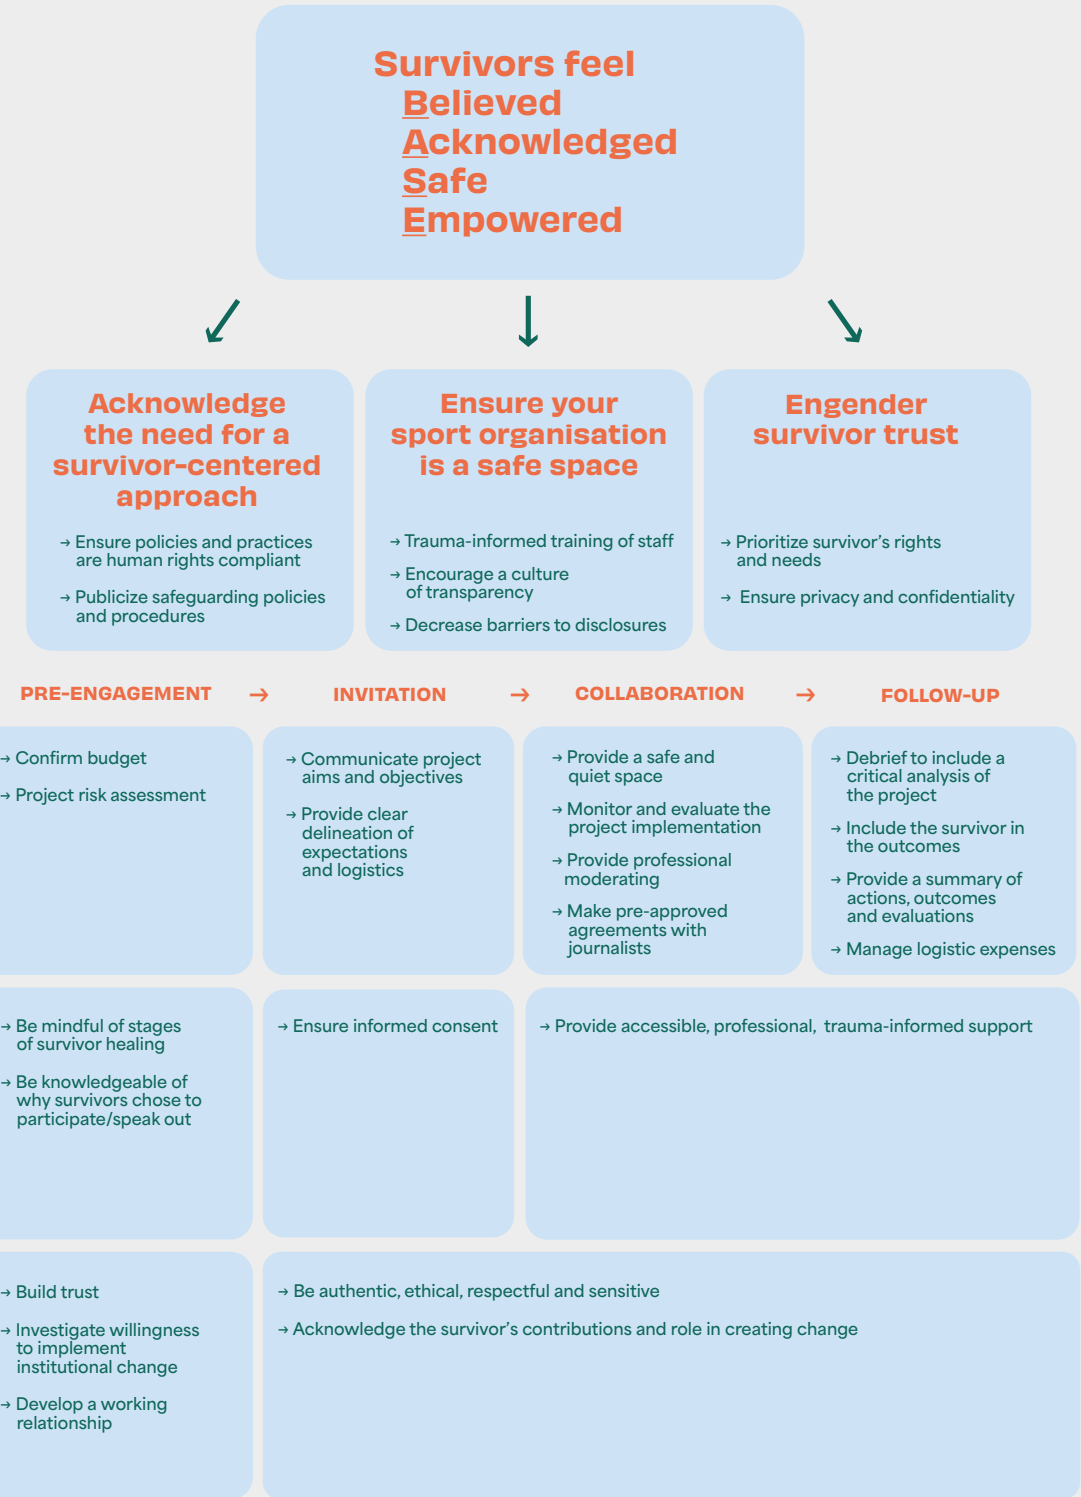 Survivors feel
Believed
Acknowledged
Safe
Empowered
Acknowledge
the need for a
survivor-centered
approach
→ Ensure policies and practices
are human rights compliant
→ Publicize safeguarding policies
and procedures
Ensure your
sport organisation
is a safe space
→ Trauma-informed training of staff
→ Encourage a culture
of transparency
→ Decrease barriers to disclosures
Engender
survivor trust
→ Prioritize survivor’s rights
and needs
→ Ensure privacy and confidentiality
PRE-ENGAGEMENT → INVITATION → COLLABORATION → FOLLOW-UP
→ Confirm budget
→ Project risk assessment
→ Communicate project
aims and objectives
→ Provide clear
delineation of
expectations
and logistics
→ Provide a safe and
quiet space
→ Monitor and evaluate the
project implementation
→ Provide professional
moderating
→ Make pre-approved
agreements with
journalists
→ Debrief to include a
critical analysis of
the project
→ Include the survivor in
the outcomes
→ Provide a summary of
actions, outcomes
and evaluations
→ Manage logistic expenses
→ Be mindful of stages
of survivor healing
→ Be knowledgeable of
why survivors chose to
participate/speak out
→ Ensure informed consent
→ Provide accessible, professional, trauma-informed support
→ Build trust
→ Investigate willingness
to implement
institutional change
→ Develop a working
relationship
→ Be authentic, ethical, respectful and sensitive
→ Acknowledge the survivor’s contributions and role in creating change